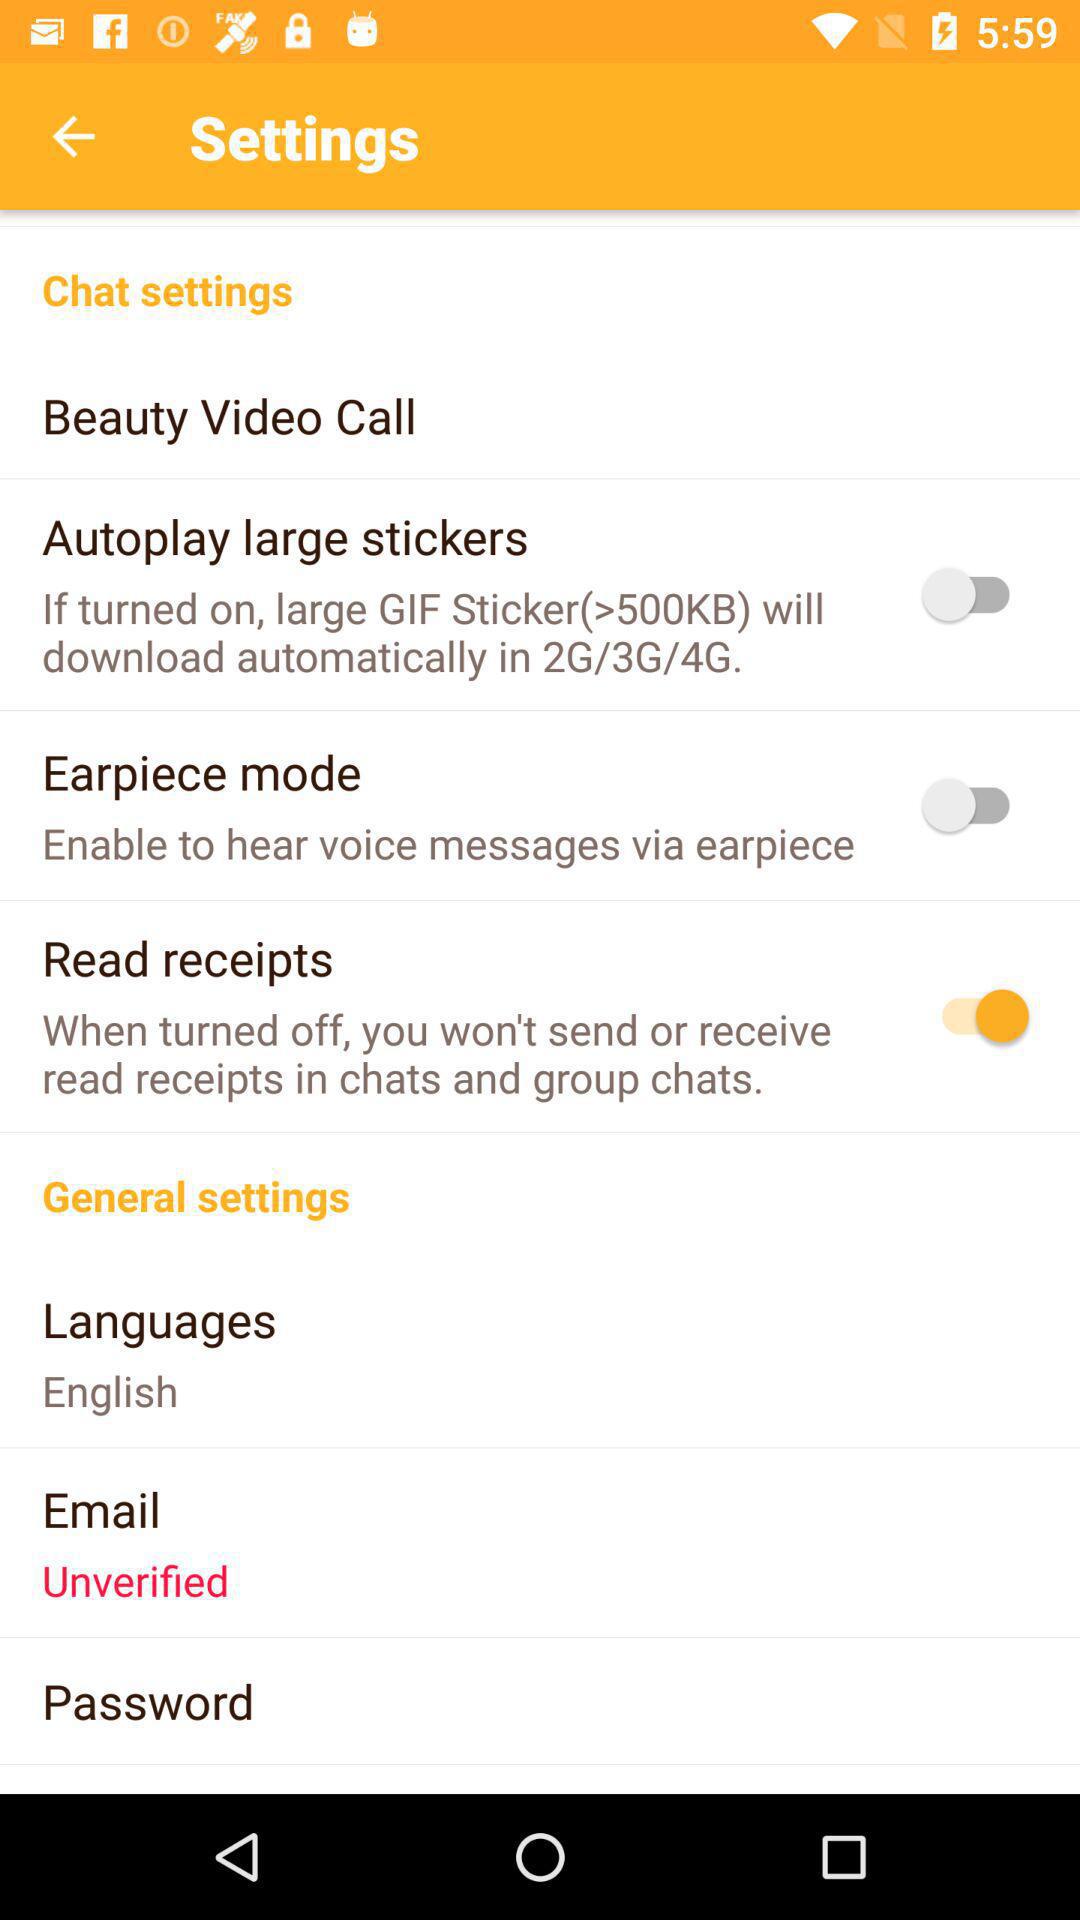 FAKE
5:59
Settings
Chat settings
Beauty Video Call
Autoplay large stickers
If turned on, large GIF Sticker(>500KB) will
download automatically in 2G/3G/4G.
Earpiece mode
Enable to hear voice messages via earpiece
Read receipts
When turned off, you won't send or receive
read receipts in chats and group chats.
General settings
Languages
English
Email
Unverified
Password